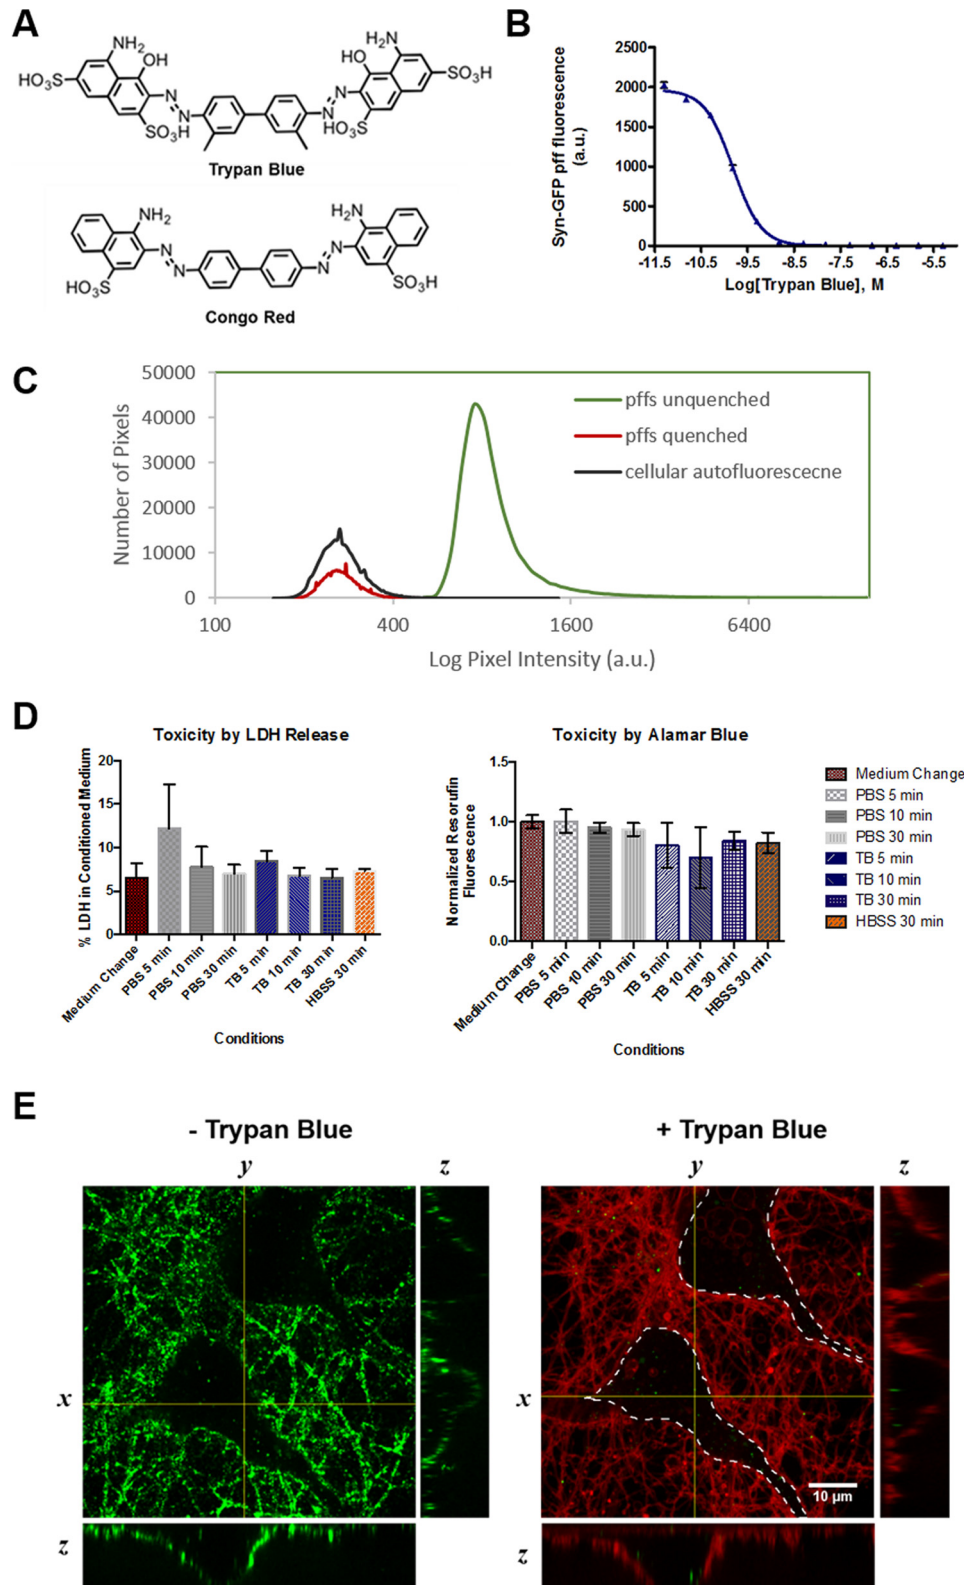 A
NH₂
OH
HO₃S
SO₃H
N
N
H₂N
HO
SO₃H
N
N
HO₃S
Trypan Blue
NH₂
SO₃H
N
N
H₂N
N
N
HO₃S
Congo Red
B
Syn-GFP pff fluorescence
(a.u.)
2500
2000
1500
1000
500
0
-11.5 -10.5 -9.5 -8.5 -7.5 -6.5 -5.5
Log[Trypan Blue], M
C
Number of Pixels
50000
40000
30000
20000
10000
0
pffs unquenched
pffs quenched
cellular autofluorescecne
100 400 1600 6400
Log Pixel Intensity (a.u.)
D
Toxicity by LDH Release
% LDH in Conditioned Medium
20
15
10
5
0
Medium Change
PBS 5 min
PBS 10 min
PBS 30 min
TB 5 min
TB 10 min
TB 30 min
HBSS 30 min
Conditions
Toxicity by Alamar Blue
Normalized Resorufin
Fluorescence
1.5
1.0
0.5
0.0
Medium Change
PBS 5 min
PBS 10 min
PBS 30 min
TB 5 min
TB 10 min
TB 30 min
HBSS 30 min
Conditions
Medium Change
PBS 5 min
PBS 10 min
PBS 30 min
TB 5 min
TB 10 min
TB 30 min
HBSS 30 min
E
- Trypan Blue
y
z
x
z
+ Trypan Blue
y
z
x
10 µm
z